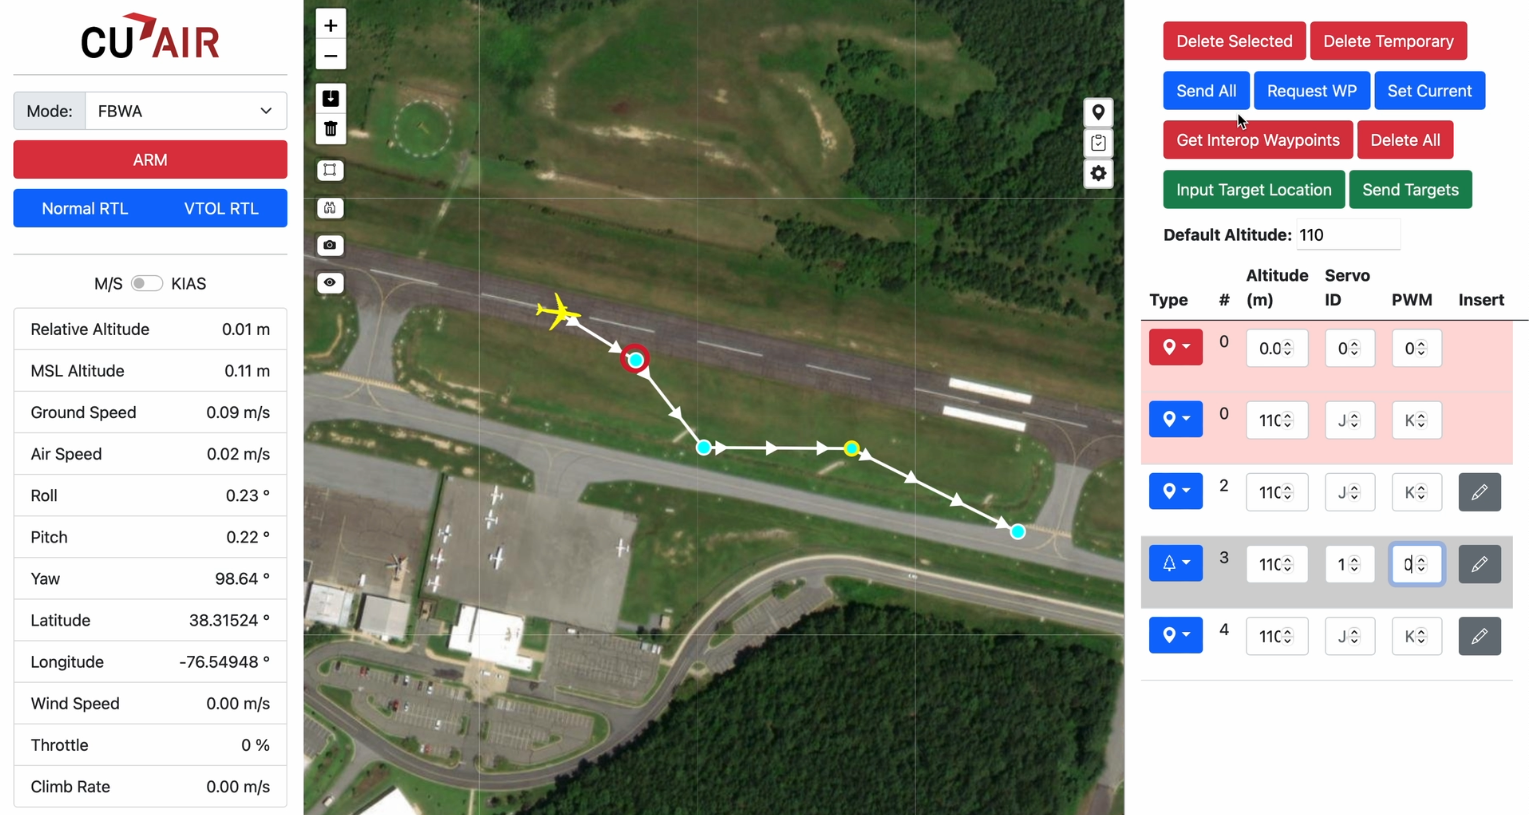 CU AIR
Mode: FBWA
ARM
Normal RTL VTOL RTL
M/S KIAS
Relative Altitude 0.01 m
MSL Altitude 0.11 m
Ground Speed 0.09 m/s
Air Speed 0.02 m/s
Roll 0.23 °
Pitch 0.22 °
Yaw 98.64 °
Latitude 38.31524 °
Longitude -76.54948 °
Wind Speed 0.00 m/s
Throttle 0 %
Climb Rate 0.00 m/s
+
−
Delete Selected Delete Temporary
Send All Request WP Set Current
Get Interop Waypoints Delete All
Input Target Location Send Targets
Default Altitude: 110
Type # Altitude (m) Servo ID PWM Insert
0 0.0 0 0
0 110 J K
2 110 J K
3 110 1 0
4 110 J K